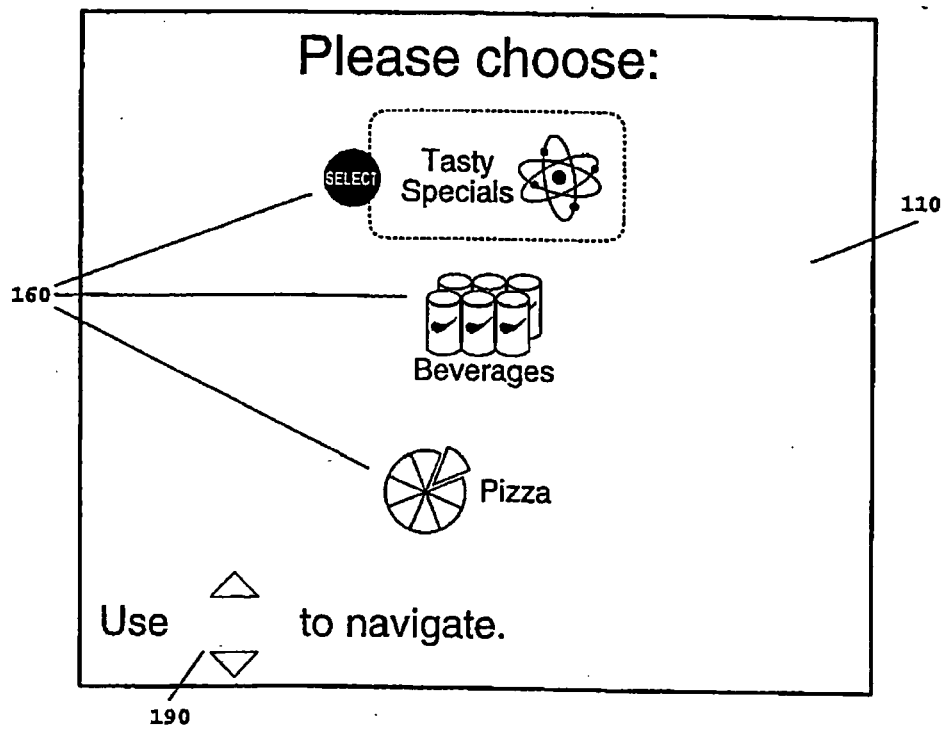 Please choose:
SELECT
Tasty
Specials
110
160
Beverages
Pizza
Use
to navigate.
190